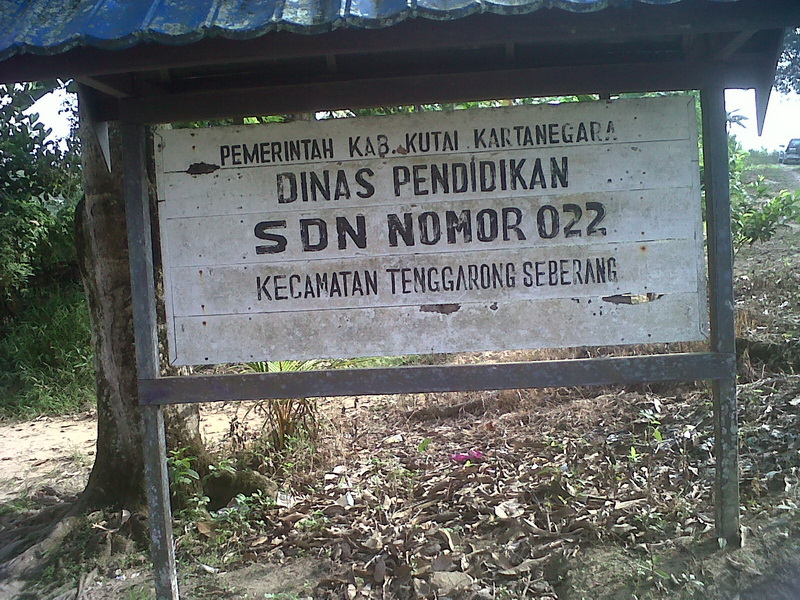 PEMERINTAH KAB. KUTAI KARTANEGARA
DINAS PENDIDIKAN
SDN NOMOR 022
KECAMATAN TENGGARONG SEBERANG